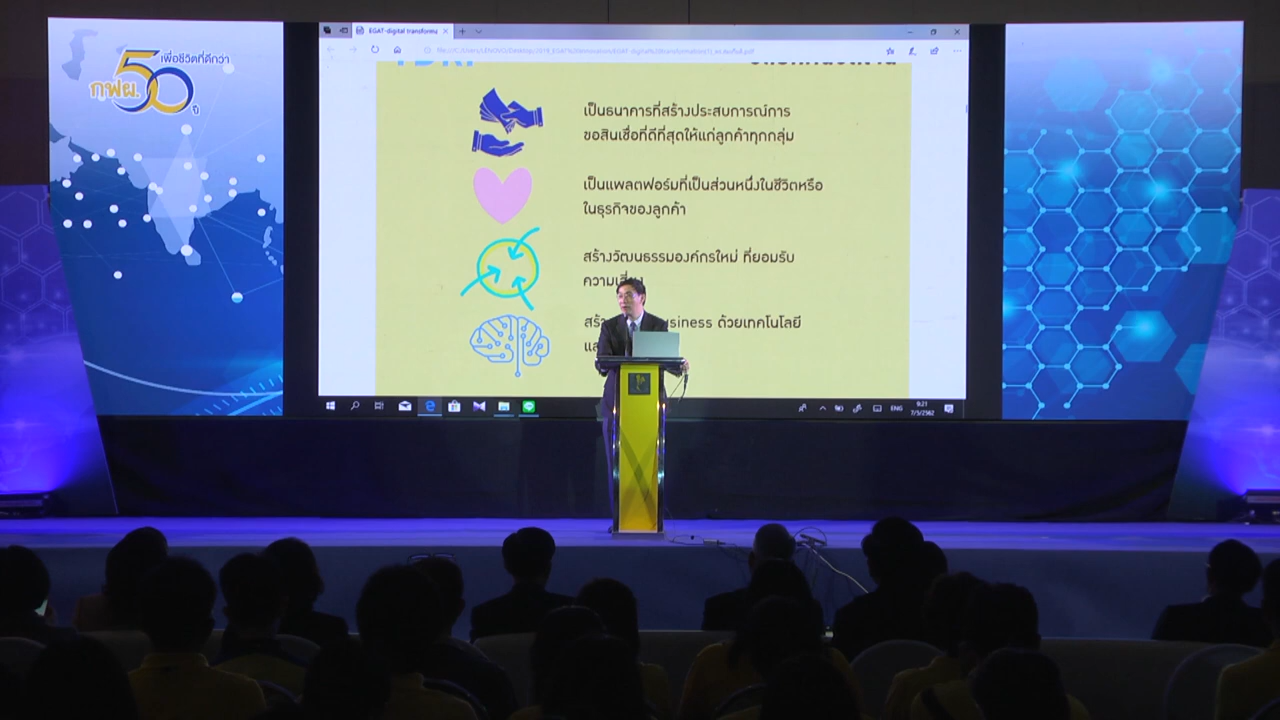 เพื่อชีวิตที่ดีกว่า
กฟผ. 50 ปี
EGAT-digital transformu
เป็นธนาคารที่สร้างประสบการณ์การ
ขอสินเชื่อที่ดีที่สุดให้แก่ลูกค้าทุกกลุ่ม
เป็นแพลตฟอร์มที่เป็นส่วนหนึ่งในชีวิตหรือ
ในธุรกิจของลูกค้า
สร้างวัฒนธรรมองค์กรใหม่ ที่ยอมรับ
ความเสี่ยง
ด้วยเทคโนโลยี
ENG
9:21
7/5/2562